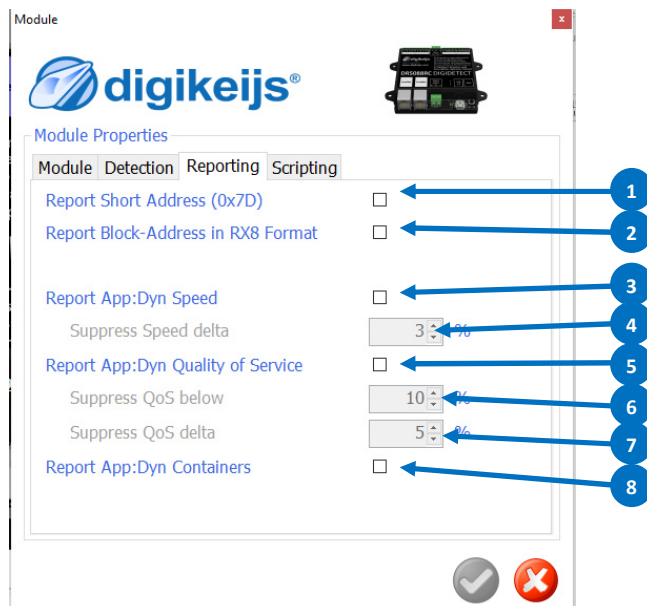 Module
x
digikeijs®
DR5088RC DIGIDETECT
Module Properties
Module Detection Reporting Scripting
Report Short Address (0x7D)
1
Report Block-Address in RX8 Format
2
Report App:Dyn Speed
3
Suppress Speed delta 3 %
4
Report App:Dyn Quality of Service
5
Suppress QoS below 10 %
6
Suppress QoS delta 5 %
7
Report App:Dyn Containers
8